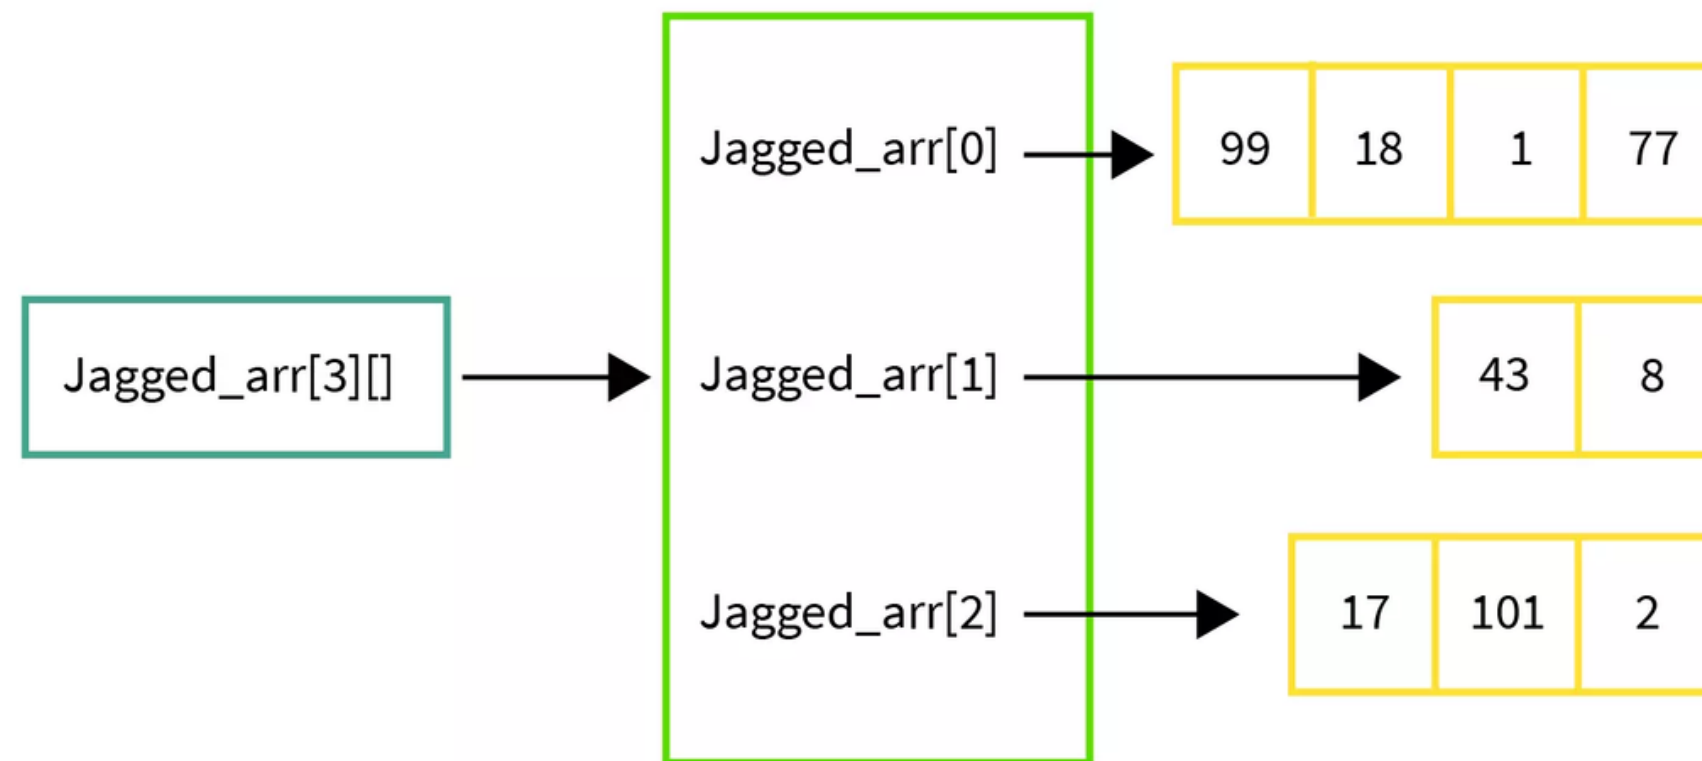 Jagged_arr[3][]
Jagged_arr[0]
99 18 1 77
Jagged_arr[1]
43 8
Jagged_arr[2]
17 101 2